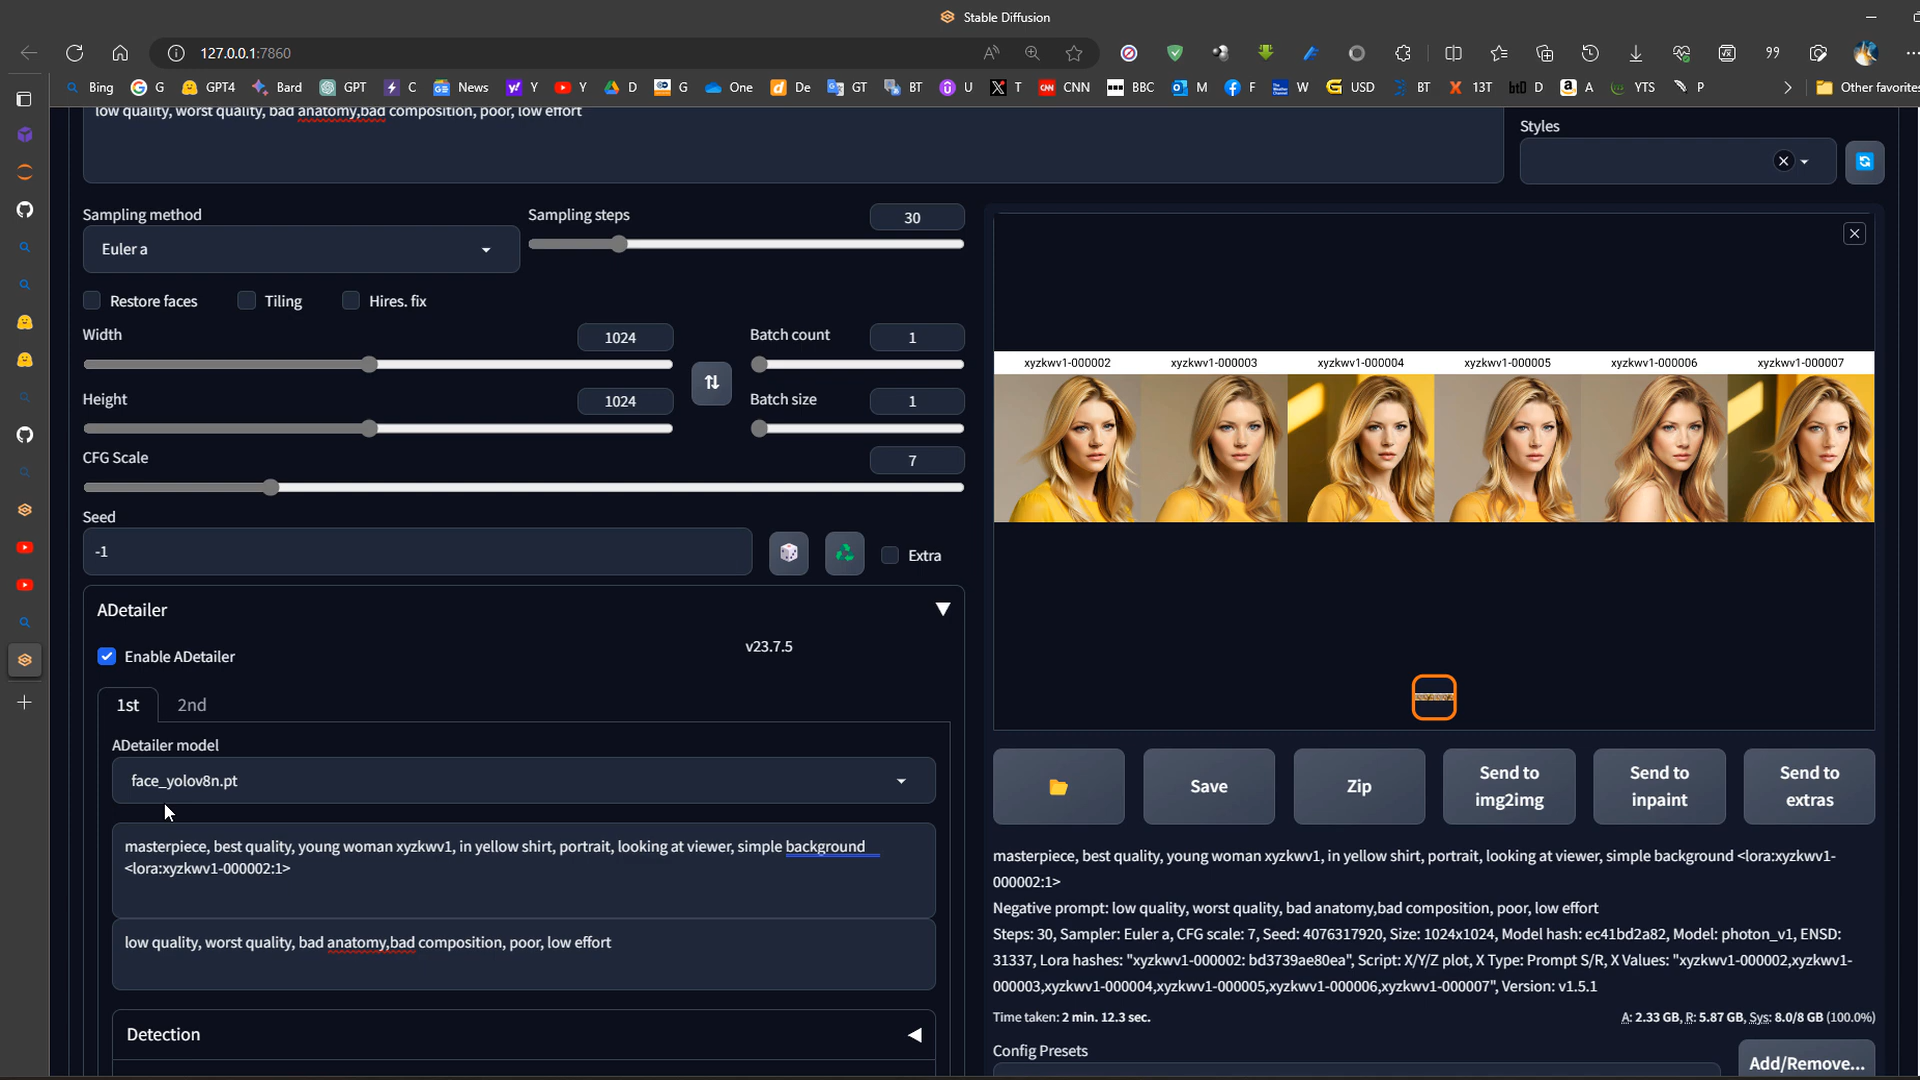 Stable Diffusion
127.0.0.1:7860
Bing G GPT4 Bard GPT C News Y Y D G One De GT BT U T CNN BBC M F W USD BT 13T D A YTS P Other favorites
low quality, worst quality, bad anatomy,bad composition, poor, low effort
Styles
Sampling method
Euler a
Sampling steps
30
Restore faces
Tiling
Hires. fix
Width
1024
Batch count
1
Height
1024
Batch size
1
CFG Scale
7
Seed
-1
Extra
ADetailer
Enable ADetailer
v23.7.5
1st
2nd
ADetailer model
face_yolov8n.pt
masterpiece, best quality, young woman xyzkwv1, in yellow shirt, portrait, looking at viewer, simple background
<lora:xyzkwv1-000002:1>
low quality, worst quality, bad anatomy,bad composition, poor, low effort
Detection
xyzkwv1-000002 xyzkwv1-000003 xyzkwv1-000004 xyzkwv1-000005 xyzkwv1-000006 xyzkwv1-000007
Save
Zip
Send to
img2img
Send to
inpaint
Send to
extras
masterpiece, best quality, young woman xyzkwv1, in yellow shirt, portrait, looking at viewer, simple background <lora:xyzkwv1-
000002:1>
Negative prompt: low quality, worst quality, bad anatomy,bad composition, poor, low effort
Steps: 30, Sampler: Euler a, CFG scale: 7, Seed: 4076317920, Size: 1024x1024, Model hash: ec41bd2a82, Model: photon_v1, ENSD:
31337, Lora hashes: "xyzkwv1-000002: bd3739ae80ea", Script: X/Y/Z plot, X Type: Prompt S/R, X Values: "xyzkwv1-000002,xyzkwv1-
000003,xyzkwv1-000004,xyzkwv1-000005,xyzkwv1-000006,xyzkwv1-000007", Version: v1.5.1
Time taken: 2 min. 12.3 sec.
A: 2.33 GB, R: 5.87 GB, Sys: 8.0/8 GB (100.0%)
Config Presets
Add/Remove...